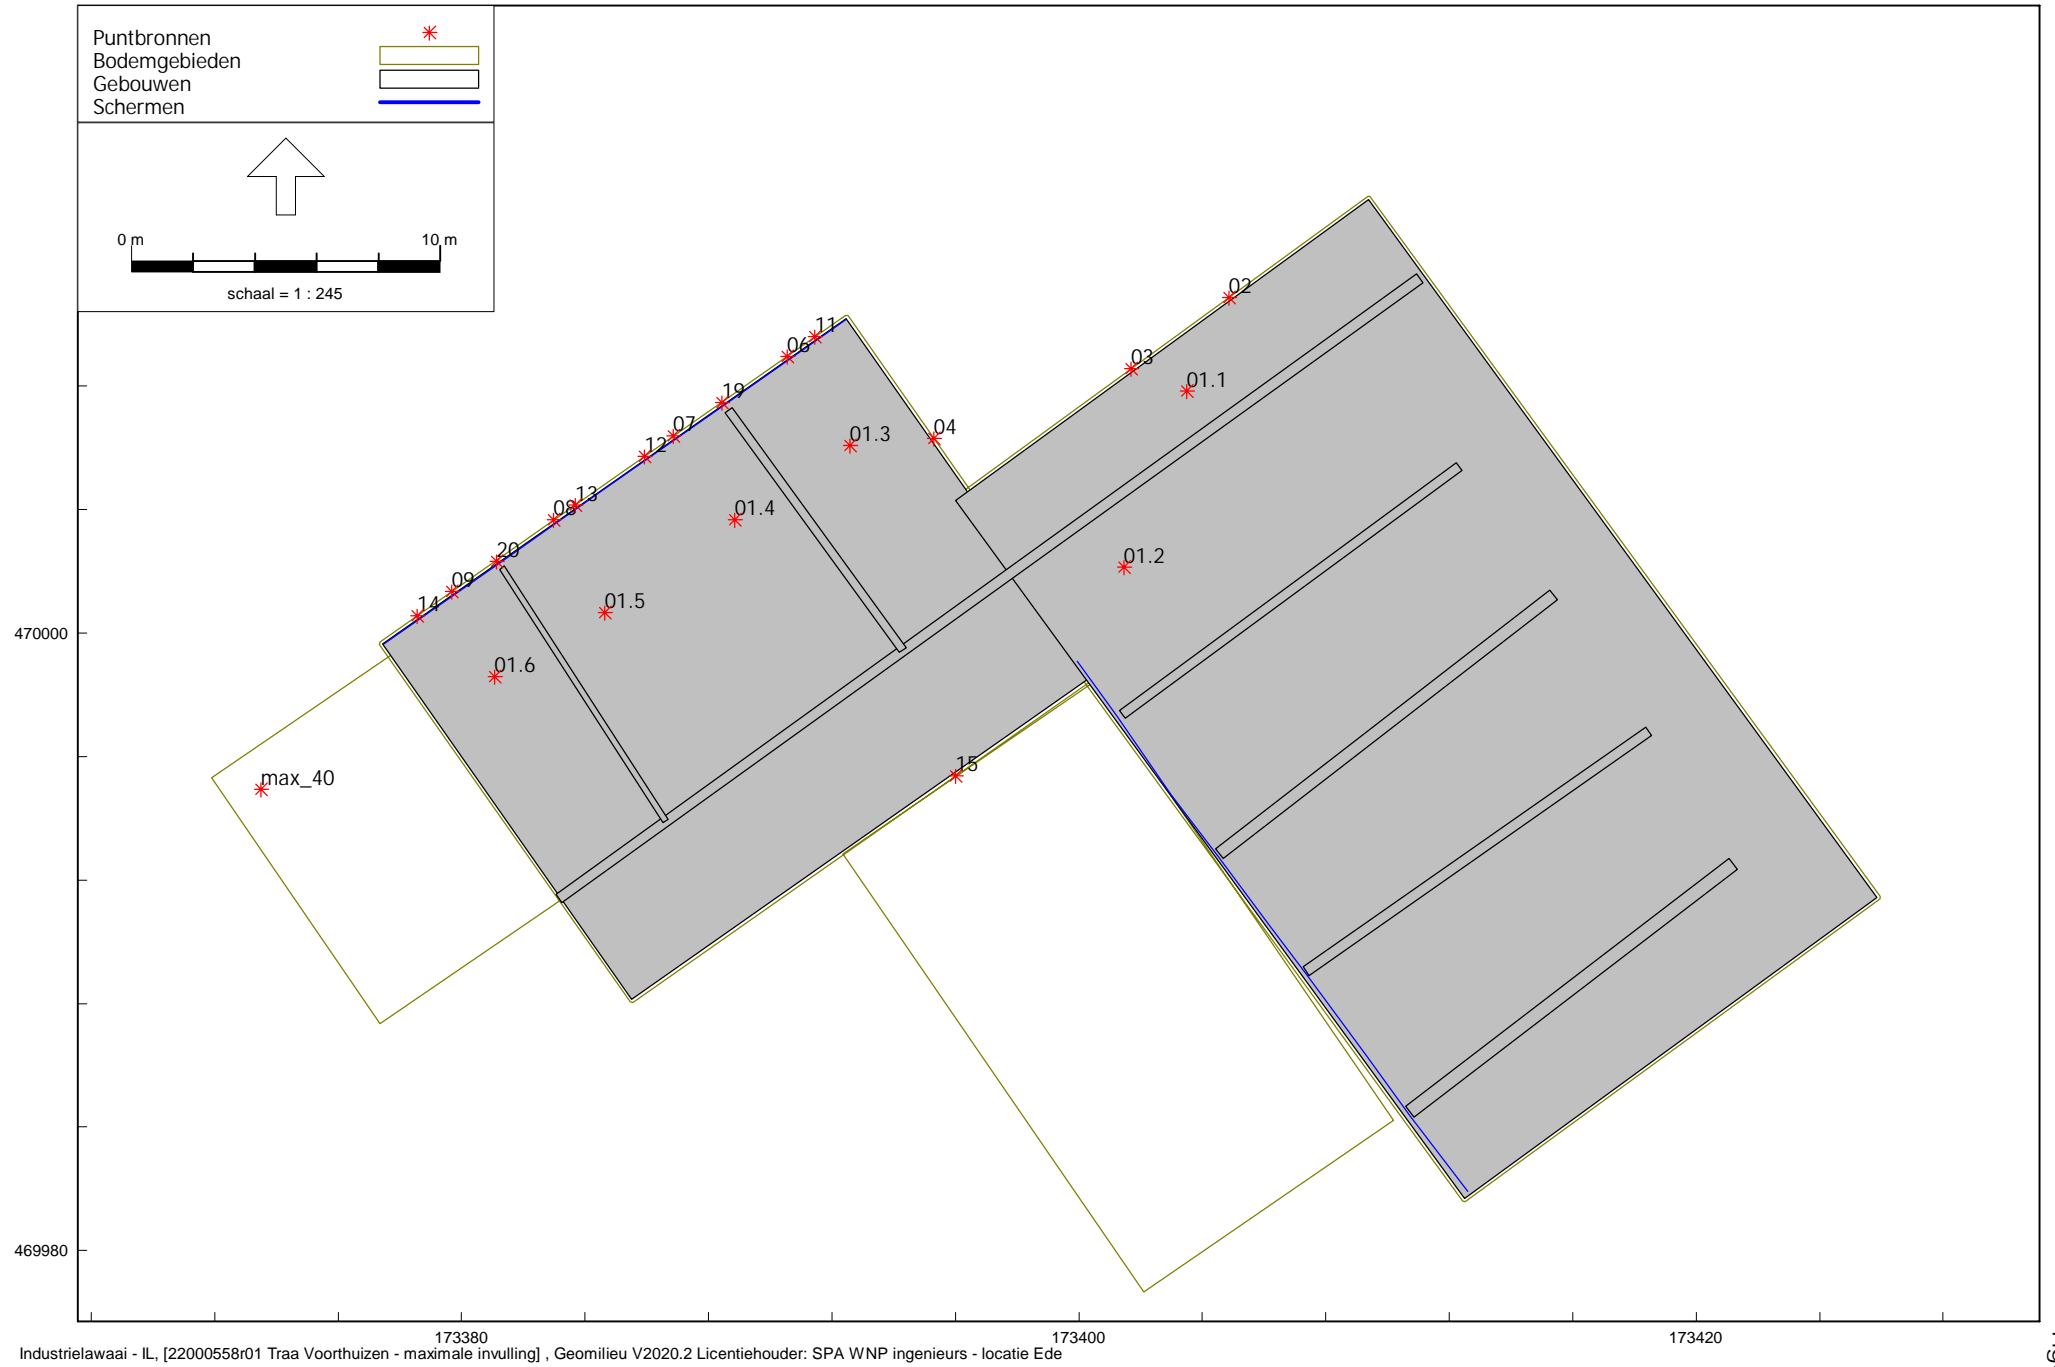 Puntbronnen
Bodemgebieden
Gebouwen
Schermen
0 m
10 m
schaal = 1 : 245
02
11
06
03
01.1
19
07
04
01.3
12
13
08
01.4
20
01.2
09
14
01.5
470000
01.6
15
max_40
469980
173380
173400
173420
Industrielawaai - IL, [22000558r01 Traa Voorthuizen - maximale invulling] , Geomilieu V2020.2 Licentiehouder: SPA WNP ingenieurs - locatie Ede